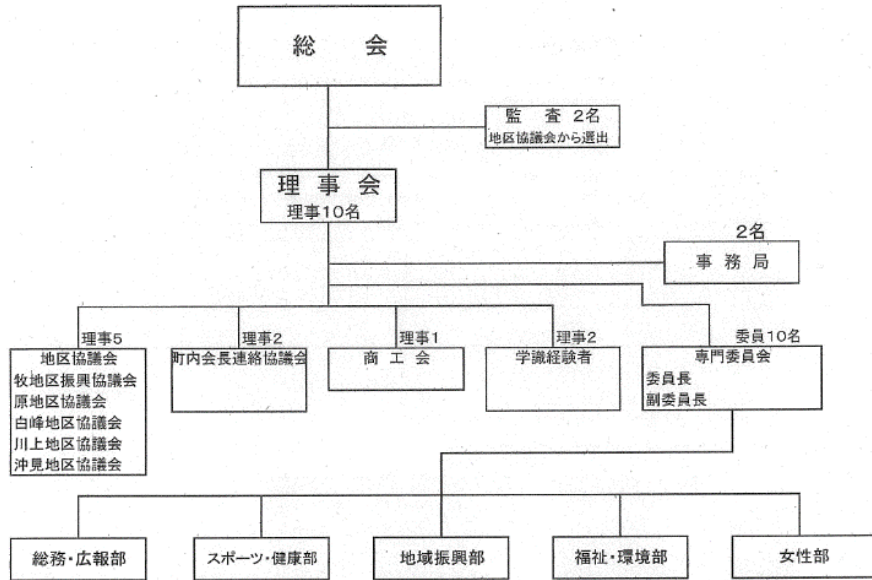 総　会
監　査 2名
地区協議会から選出
理 事 会
理事10名
2名
事 務 局
理事5
地区協議会
牧地区振興協議会
原地区協議会
白峰地区協議会
川上地区協議会
沖見地区協議会
理事2
町内会長連絡協議会
理事1
商 工 会
理事2
学識経験者
委員10名
専門委員会
委員長
副委員長
総務・広報部
スポーツ・健康部
地域振興部
福祉・環境部
女性部